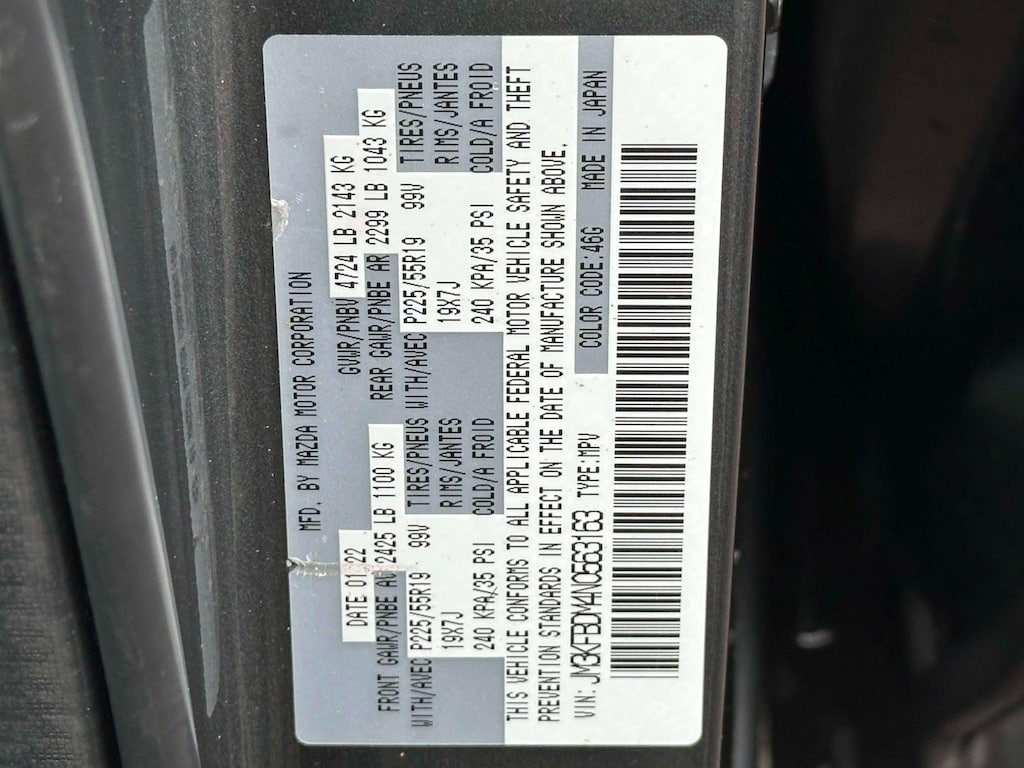 MFD. BY MAZDA MOTOR CORPORATION
DATE 01 22 GVWR/PNBV 4724 LB 2143 KG
FRONT GAWR/PNBE AV 2425 LB 1100 KG REAR GAWR/PNBE AR 2299 LB 1043 KG
WITH/AVEC P225/55R19 99V TIRES/PNEUS WITH/AVEC P225/55R19 99V TIRES/PNEUS
19X7J RIMS/JANTES 19X7J RIMS/JANTES
240 KPA/35 PSI COLD/A FROID 240 KPA/35 PSI COLD/A FROID
THIS VEHICLE CONFORMS TO ALL APPLICABLE FEDERAL MOTOR VEHICLE SAFETY AND THEFT
PREVENTION STANDARDS IN EFFECT ON THE DATE OF MANUFACTURE SHOWN ABOVE.
VIN: JM3KFBDM4N0563163 TYPE:MPV COLOR CODE:46G MADE IN JAPAN